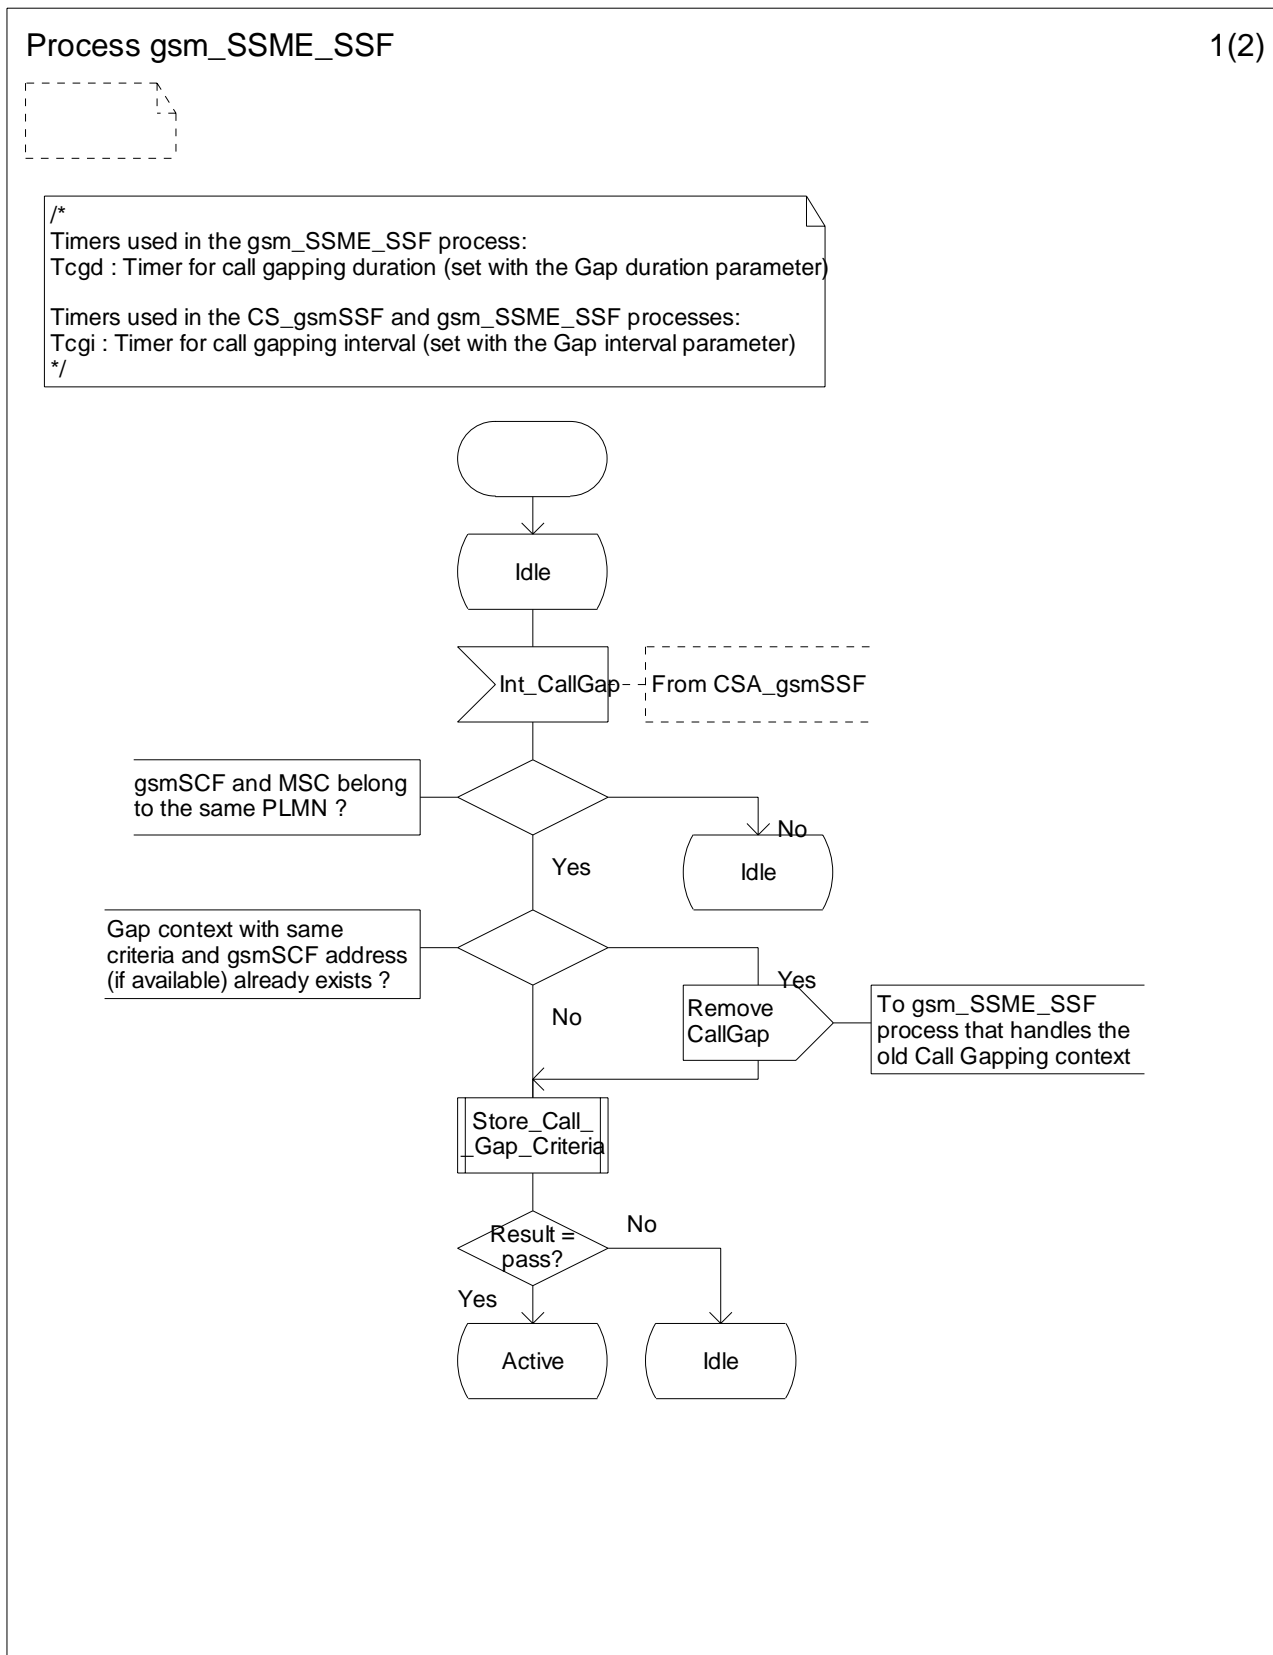 Process gsm_SSME_SSF
1(2)
/*
Timers used in the gsm_SSME_SSF process:
Tcgd : Timer for call gapping duration (set with the Gap duration parameter)
Timers used in the CS_gsmSSF and gsm_SSME_SSF processes:
Tcgi : Timer for call gapping interval (set with the Gap interval parameter)
*/
Idle
Int_CallGap
From CSA_gsmSSF
gsmSCF and MSC belong
to the same PLMN ?
No
Yes
Idle
Gap context with same
criteria and gsmSCF address
(if available) already exists ?
Yes
No
Remove
CallGap
To gsm_SSME_SSF
process that handles the
old Call Gapping context
Store_Call_
_Gap_Criteria
Result =
pass?
No
Yes
Active
Idle